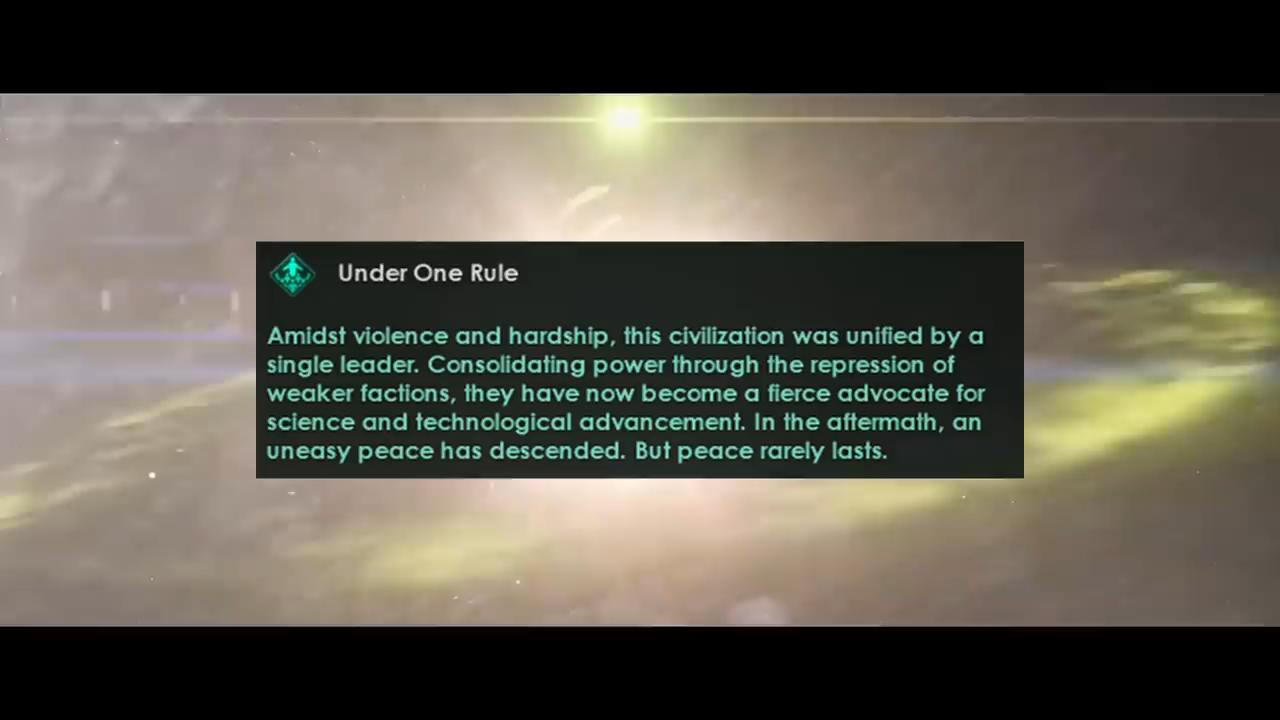 Under One Rule
Amidst violence and hardship, this civilization was unified by a
single leader. Consolidating power through the repression of
weaker factions, they have now become a fierce advocate for
science and technological advancement. In the aftermath, an
uneasy peace has descended. But peace rarely lasts.